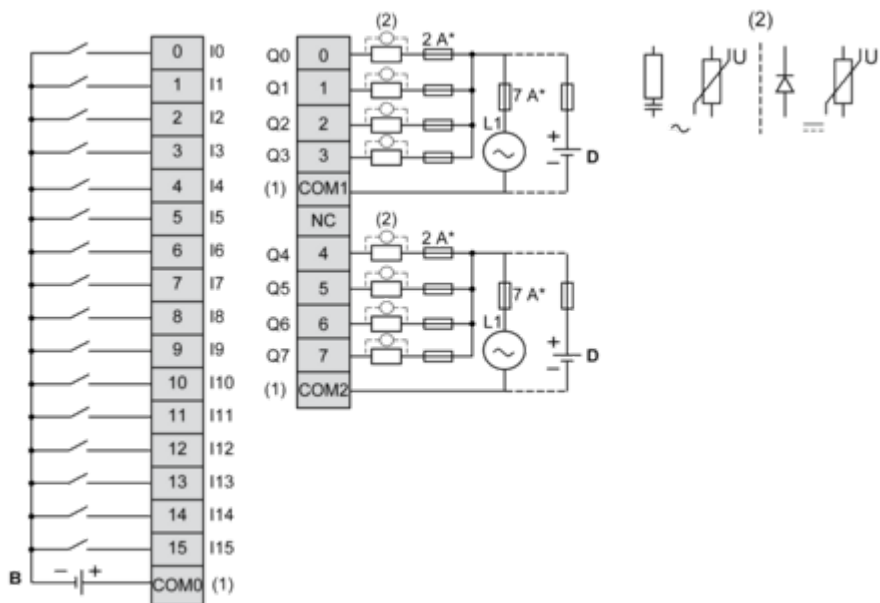 0 I0
1 I1
2 I2
3 I3
4 I4
5 I5
6 I6
7 I7
8 I8
9 I9
10 I10
11 I11
12 I12
13 I13
14 I14
15 I15
B − + COM0 (1)
(2)
Q0 0 2 A*
Q1 1
7 A*
Q2 2
L1
Q3 3
+
− D
(1) COM1
NC
(2)
Q4 4 2 A*
Q5 5
7 A*
Q6 6
L1
Q7 7
+
− D
(1) COM2
(2)
U U
~